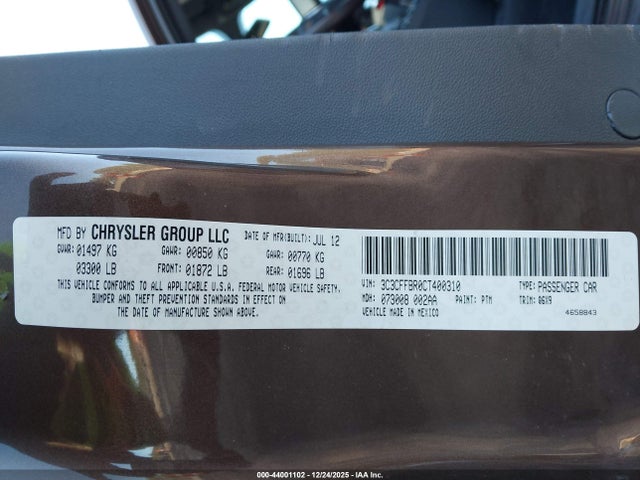 MFD BY CHRYSLER GROUP LLC DATE OF MFR(BUILT): JUL 12
GVWR: 01497 KG GAWR: 00850 KG GAWR: 00770 KG
03300 LB FRONT: 01872 LB REAR: 01696 LB
THIS VEHICLE CONFORMS TO ALL APPLICABLE U.S.A. FEDERAL MOTOR VEHICLE SAFETY,
BUMPER AND THEFT PREVENTION STANDARDS IN EFFECT ON
THE DATE OF MANUFACTURE SHOWN ABOVE.
VIN: 3C3CFFBR0CT400310 TYPE: PASSENGER CAR
MDH: 073008 002AA PAINT: PTM TRIM: 06X9
VEHICLE MADE IN MEXICO 4658843
000-44001102 - 12/24/2025 - IAA Inc.